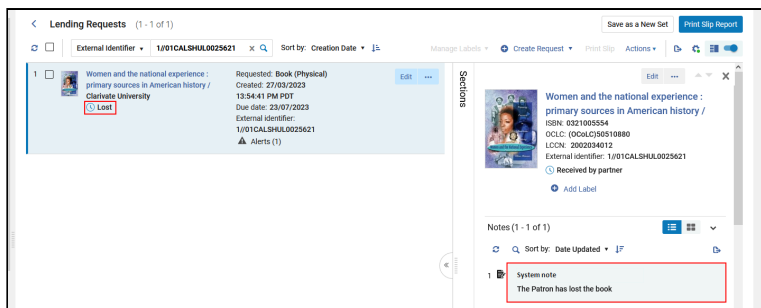 Lending Requests (1 - 1 of 1)
Save as a New Set
Print Slip Report
External Identifier
1//01CALSHUL0025621
Sort by: Creation Date
Manage Labels
Create Request
Print Slip
Actions
1
Women and the national experience :
primary sources in American history /
Clarivate University
Lost
Requested: Book (Physical)
Created: 27/03/2023
13:54:41 PM PDT
Due date: 23/07/2023
External identifier:
1//01CALSHUL0025621
Alerts (1)
Edit
Sections
Edit
Women and the national experience :
primary sources in American history /
ISBN: 0321005554
OCLC: (OCoLC)50510880
LCCN: 2002034012
External identifier: 1//01CALSHUL0025621
Received by partner
Add Label
Notes (1 - 1 of 1)
Sort by: Date Updated
1
System note
The Patron has lost the book